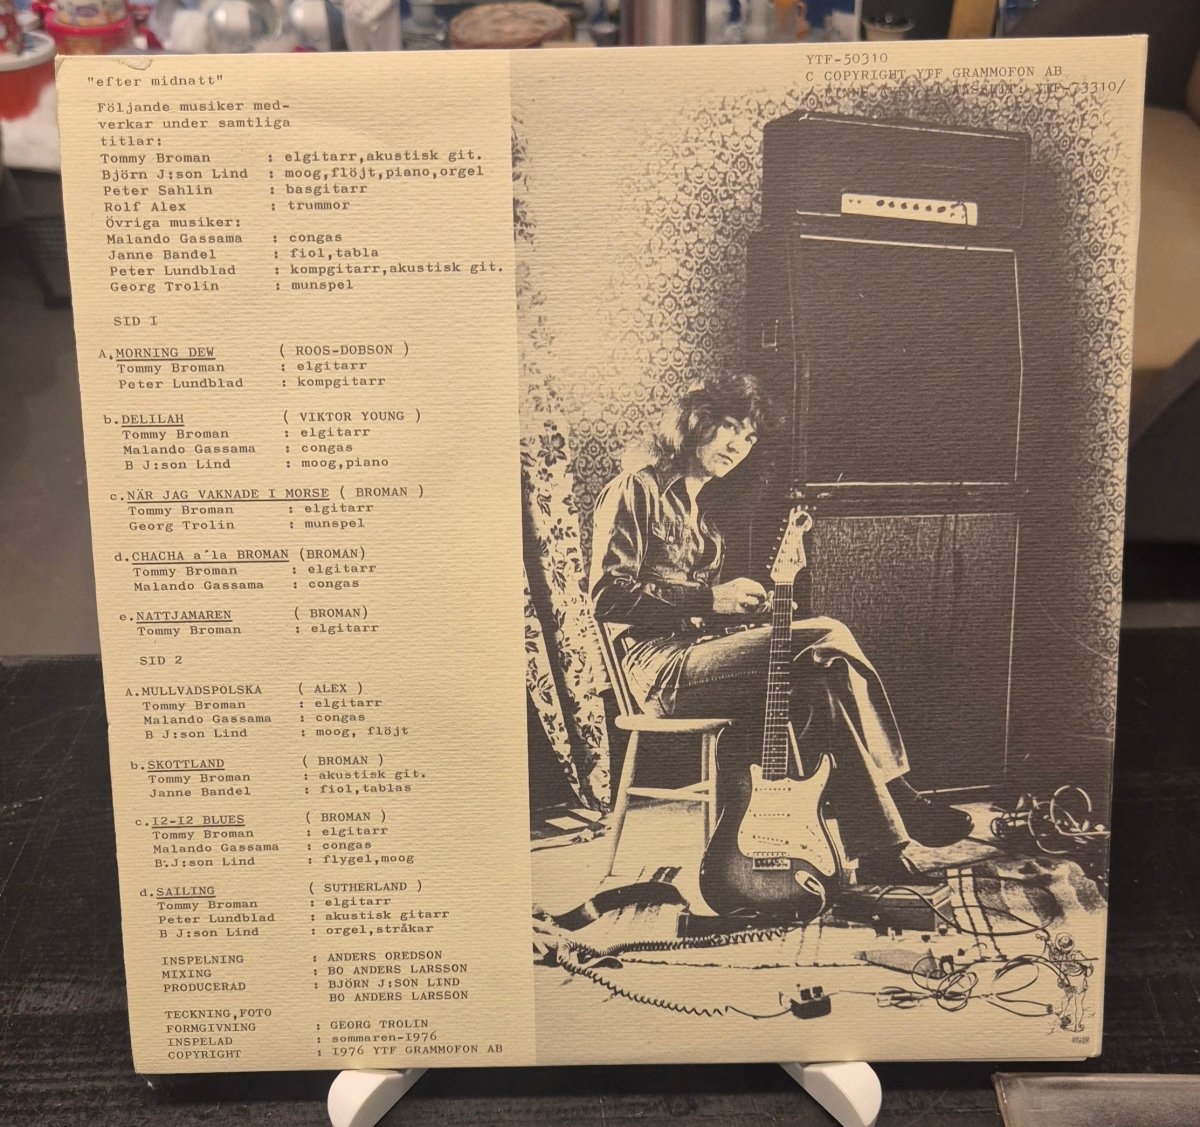 "efter midnatt"
Följande musiker med-
verkar under samtliga
titlar:
Tommy Broman : elgitarr,akustisk git.
Björn J:son Lind : moog,flöjt,piano,orgel
Peter Sahlin : basgitarr
Rolf Alex : trummor
Övriga musiker:
Malando Gassama : congas
Janne Bandel : fiol,tabla
Peter Lundblad : kompgitarr,akustisk git.
Georg Trolin : munspel
SID I
A.MORNING DEW ( ROOS-DOBSON )
Tommy Broman : elgitarr
Peter Lundblad : kompgitarr
b.DELILAH ( VIKTOR YOUNG )
Tommy Broman : elgitarr
Malando Gassama : congas
B J:son Lind : moog,piano
c.NÄR JAG VAKNADE I MORSE ( BROMAN )
Tommy Broman : elgitarr
Georg Trolin : munspel
d.CHACHA a´la BROMAN (BROMAN)
Tommy Broman : elgitarr
Malando Gassama : congas
e.NATTJAMAREN ( BROMAN)
Tommy Broman : elgitarr
SID 2
A.MULLVADSPOLSKA ( ALEX )
Tommy Broman : elgitarr
Malando Gassama : congas
B J:son Lind : moog, flöjt
b.SKOTTLAND ( BROMAN )
Tommy Broman : akustisk git.
Janne Bandel : fiol,tablas
c.I2-I2 BLUES ( BROMAN )
Tommy Broman : elgitarr
Malando Gassama : congas
B.J:son Lind : flygel,moog
d.SAILING ( SUTHERLAND )
Tommy Broman : elgitarr
Peter Lundblad : akustisk gitarr
B J:son Lind : orgel,stråkar
INSPELNING : ANDERS OREDSON
MIXING : BO ANDERS LARSSON
PRODUCERAD : BJÖRN J:SON LIND
BO ANDERS LARSSON
TECKNING,FOTO
FORMGIVNING : GEORG TROLIN
INSPELAD : sommaren-I976
COPYRIGHT : I976 YTF GRAMMOFON AB
YTF-50310
C COPYRIGHT YTF GRAMMOFON AB
YTF-73310/